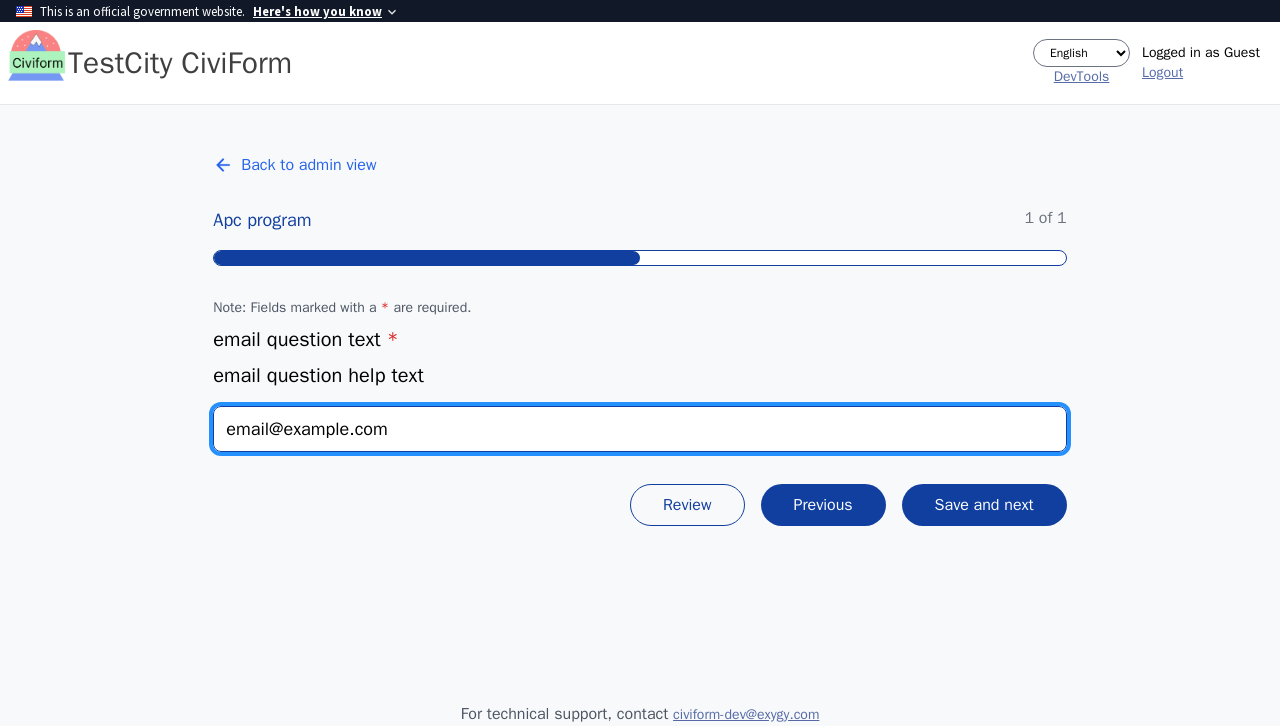 This is an official government website. Here's how you know
Civiform
TestCity CiviForm
English
DevTools
Logged in as Guest
Logout
Back to admin view
Apc program
1 of 1
Note: Fields marked with a * are required.
email question text *
email question help text
email@example.com
Review
Previous
Save and next
For technical support, contact civiform-dev@exygy.com